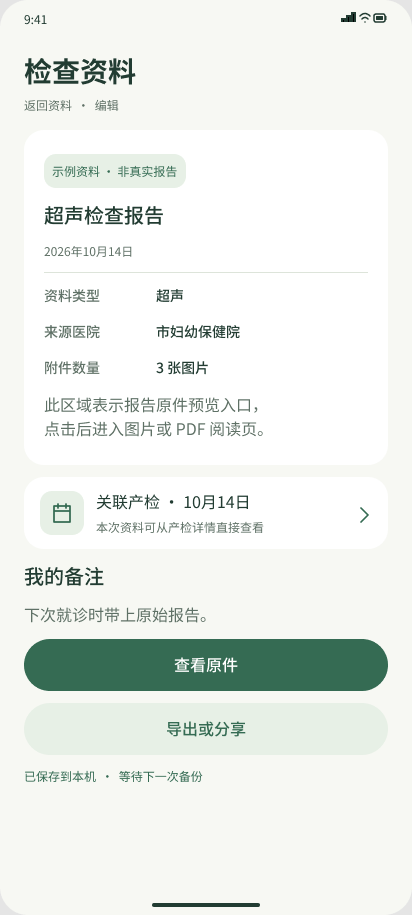 9:41
检查资料
返回资料 · 编辑
示例资料 · 非真实报告
超声检查报告
2026年10月14日
资料类型 超声
来源医院 市妇幼保健院
附件数量 3 张图片
此区域表示报告原件预览入口，
点击后进入图片或 PDF 阅读页。
关联产检 · 10月14日
本次资料可从产检详情直接查看
我的备注
下次就诊时带上原始报告。
查看原件
导出或分享
已保存到本机 · 等待下一次备份